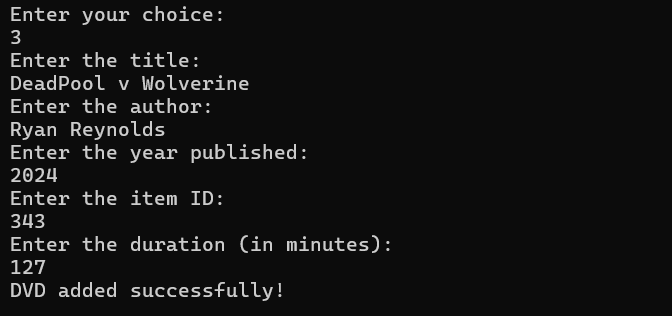 Enter your choice:
3
Enter the title:
DeadPool v Wolverine
Enter the author:
Ryan Reynolds
Enter the year published:
2024
Enter the item ID:
343
Enter the duration (in minutes):
127
DVD added successfully!